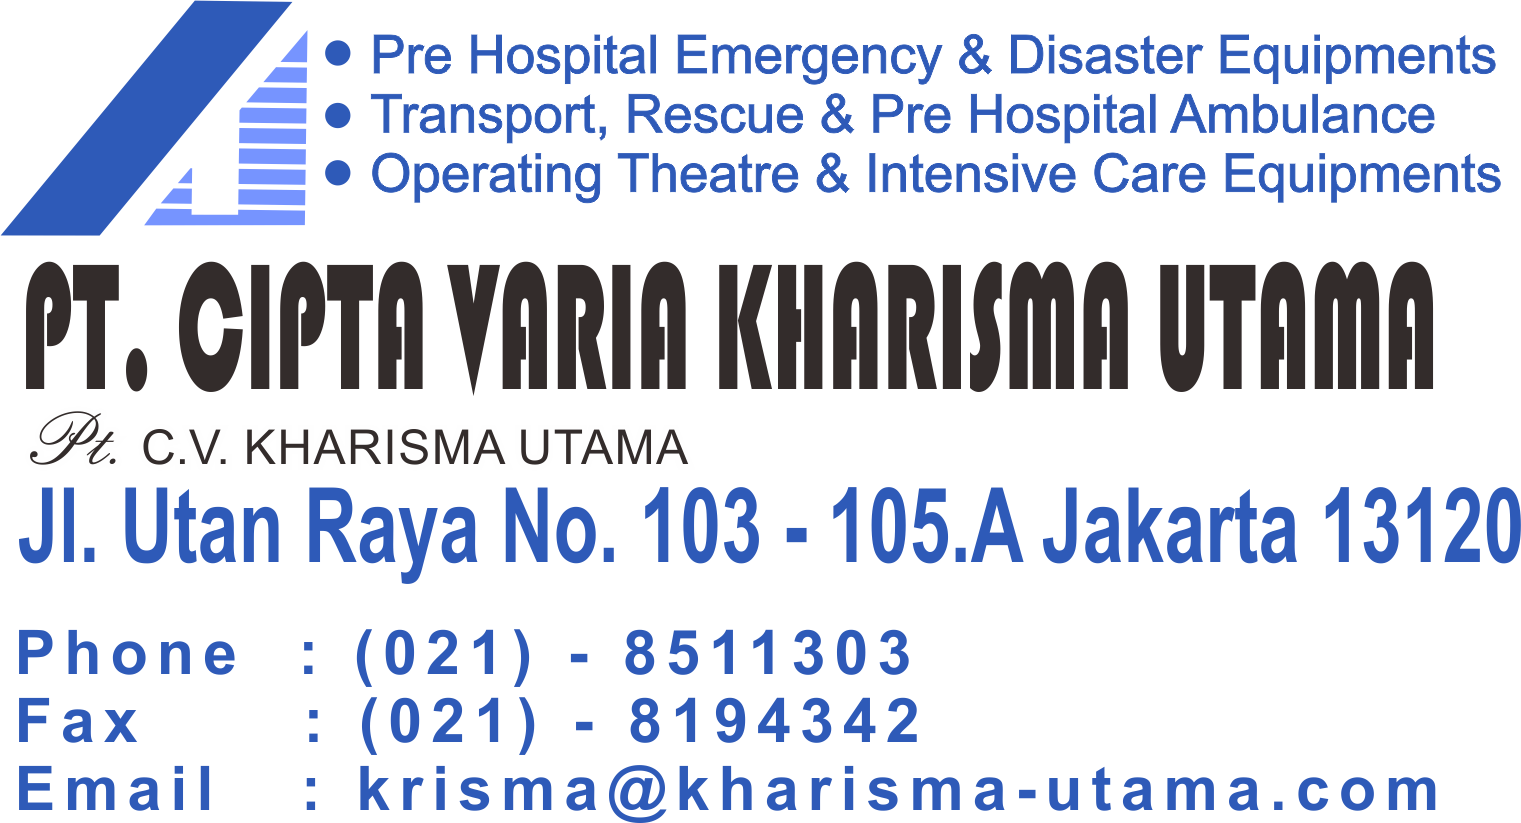 • Pre Hospital Emergency & Disaster Equipments
• Transport, Rescue & Pre Hospital Ambulance
• Operating Theatre & Intensive Care Equipments
PT. CIPTA VARIA KHARISMA UTAMA
Pt. C.V. KHARISMA UTAMA
Jl. Utan Raya No. 103 - 105.A Jakarta 13120
Phone : (021) - 8511303
Fax : (021) - 8194342
Email : krisma@kharisma-utama.com